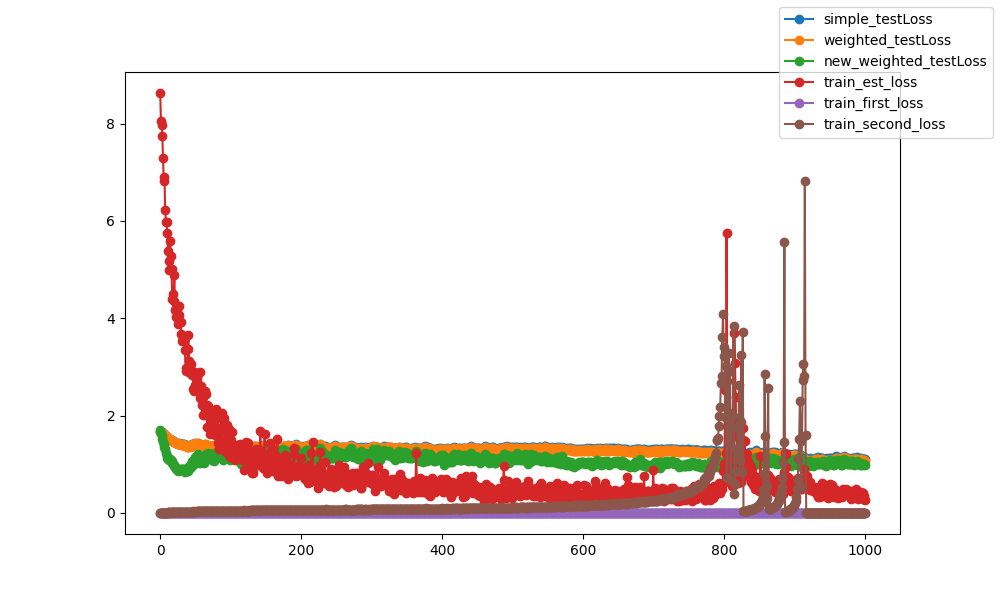 simple_testLoss
weighted_testLoss
new_weighted_testLoss
train_est_loss
train_first_loss
train_second_loss
8
6
4
2
0
0 200 400 600 800 1000